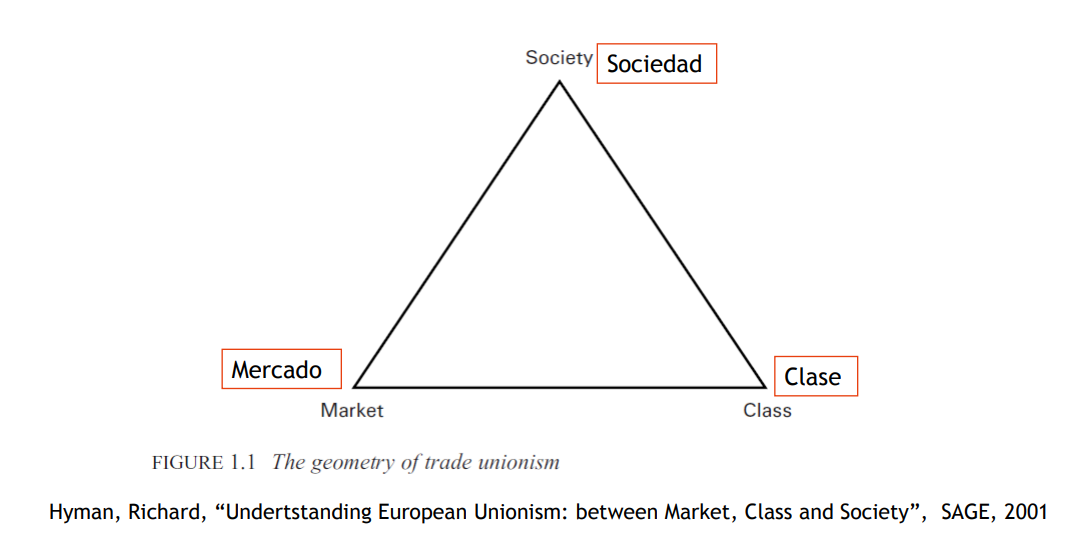 Society Sociedad
Mercado
Clase
Market
Class
FIGURE 1.1 The geometry of trade unionism
Hyman, Richard, “Undertstanding European Unionism: between Market, Class and Society”, SAGE, 2001